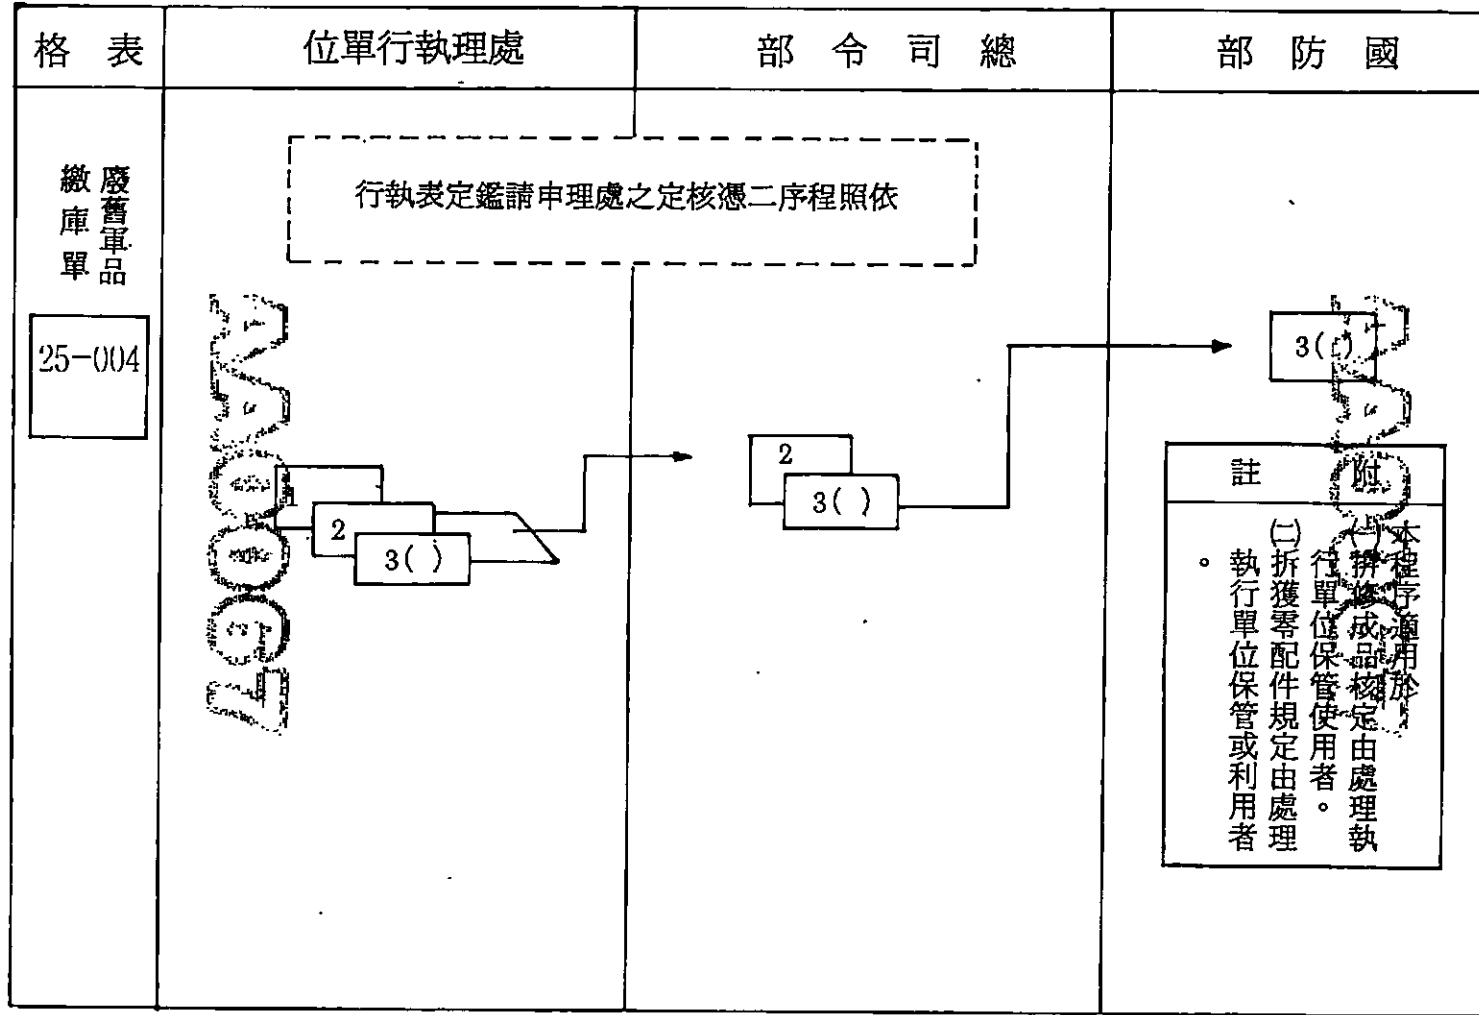 國防部
總司令部
處理執行單位
表格
依照程序二憑核定之處理申請鑑定表執行
廢舊軍品
繳庫單
25-004
1
2
3( )
2
3( )
3( )
附註
本程序適用於
㈠拼修成品核定由處理執
行單位保管使用者。
㈡拆獲零配件規定由處理
執行單位保管或利用者
。